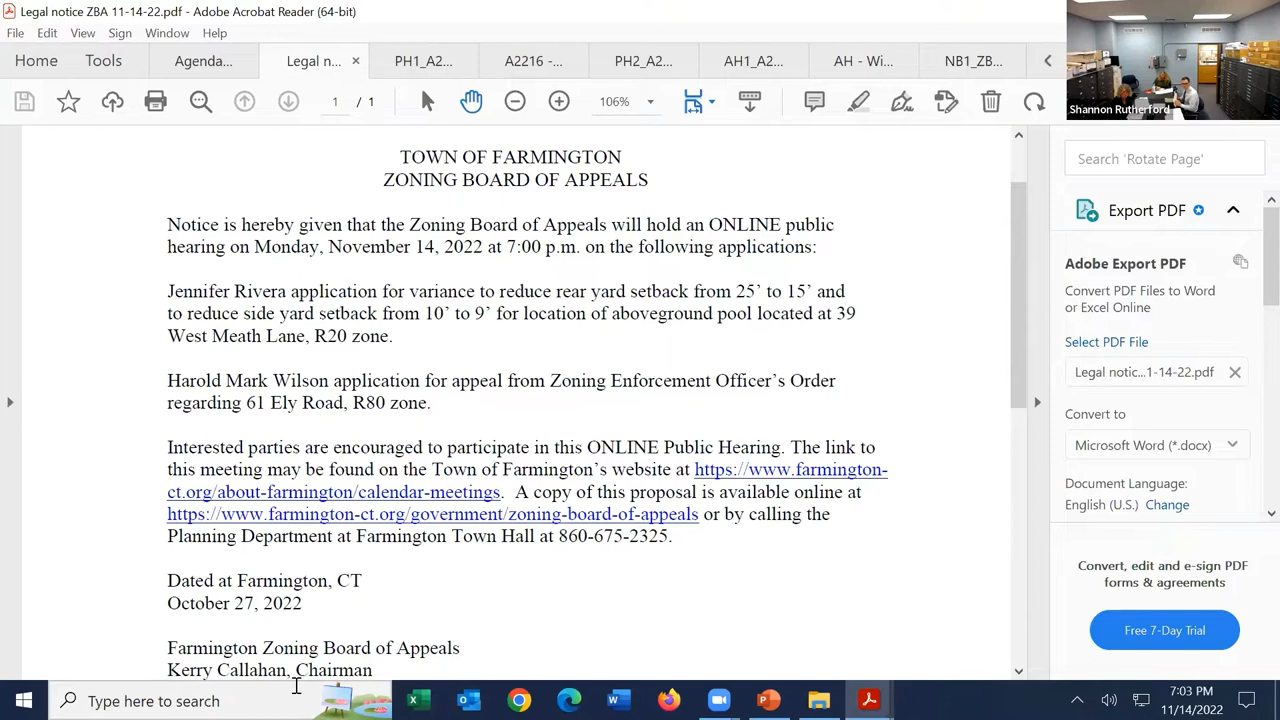 Legal notice ZBA 11-14-22.pdf - Adobe Acrobat Reader (64-bit)
File Edit View Sign Window Help
Home Tools Agenda... Legal n... × PH1_A2... A2216 -... PH2_A2... AH1_A2... AH - Wi... NB1_ZB...
1 / 1 106%
Shannon Rutherford
TOWN OF FARMINGTON
ZONING BOARD OF APPEALS
Notice is hereby given that the Zoning Board of Appeals will hold an ONLINE public
hearing on Monday, November 14, 2022 at 7:00 p.m. on the following applications:
Jennifer Rivera application for variance to reduce rear yard setback from 25’ to 15’ and
to reduce side yard setback from 10’ to 9’ for location of aboveground pool located at 39
West Meath Lane, R20 zone.
Harold Mark Wilson application for appeal from Zoning Enforcement Officer’s Order
regarding 61 Ely Road, R80 zone.
Interested parties are encouraged to participate in this ONLINE Public Hearing. The link to
this meeting may be found on the Town of Farmington’s website at https://www.farmington-
ct.org/about-farmington/calendar-meetings. A copy of this proposal is available online at
https://www.farmington-ct.org/government/zoning-board-of-appeals or by calling the
Planning Department at Farmington Town Hall at 860-675-2325.
Dated at Farmington, CT
October 27, 2022
Farmington Zoning Board of Appeals
Kerry Callahan, Chairman
Search 'Rotate Page'
Export PDF
Adobe Export PDF
Convert PDF Files to Word
or Excel Online
Select PDF File
Legal notic...1-14-22.pdf
Convert to
Microsoft Word (*.docx)
Document Language:
English (U.S.) Change
Convert, edit and e-sign PDF
forms & agreements
Free 7-Day Trial
Type here to search
7:03 PM
11/14/2022